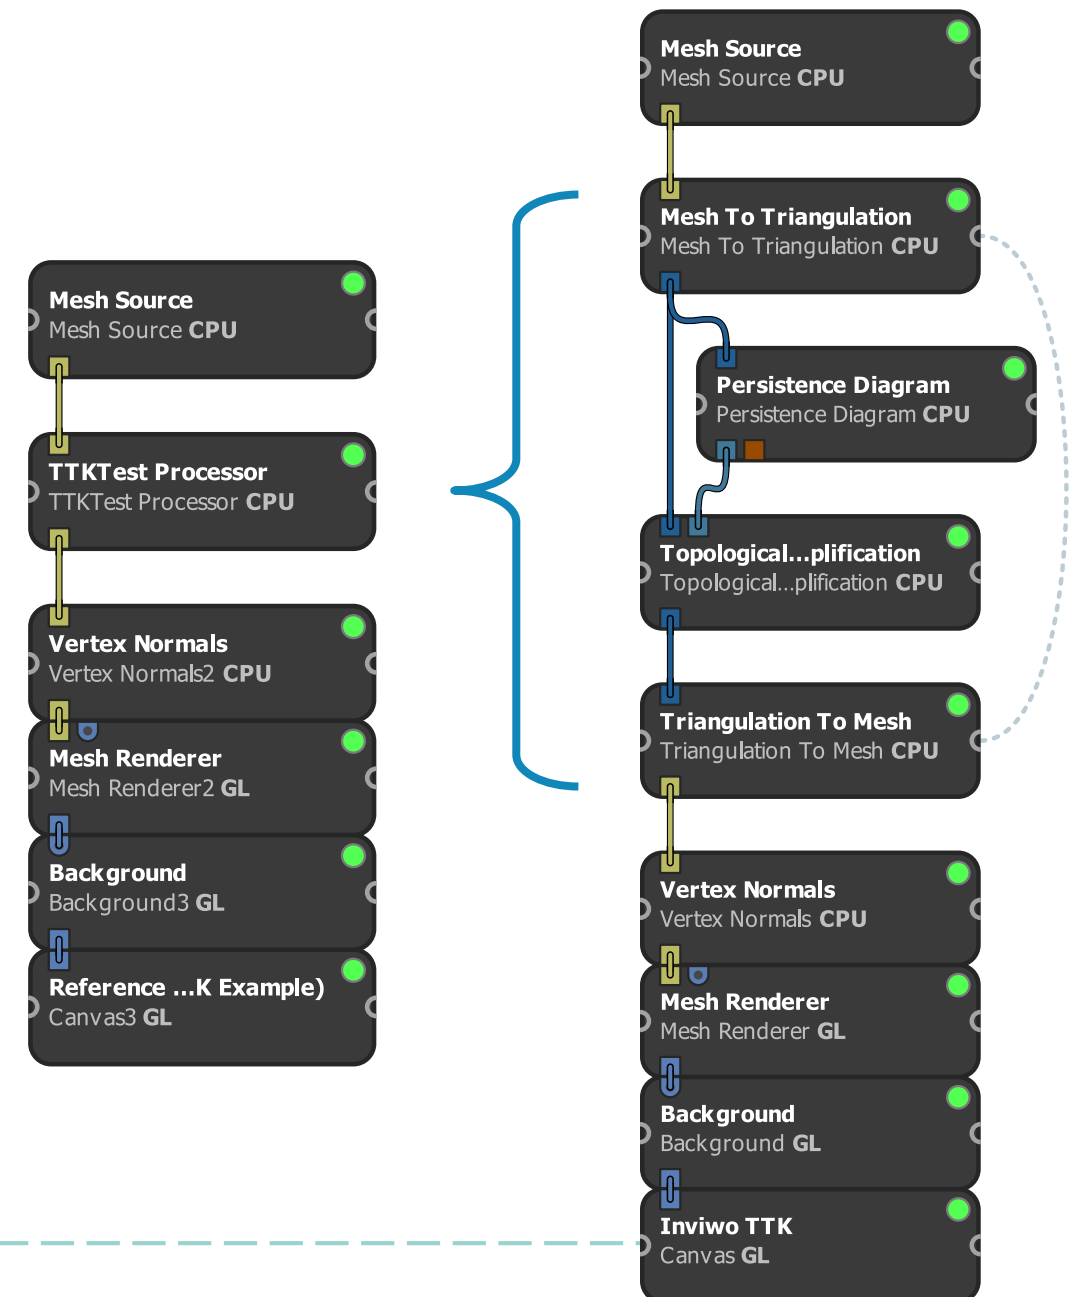 Mesh Source
Mesh Source CPU
TTKTest Processor
TTKTest Processor CPU
Vertex Normals
Vertex Normals2 CPU
Mesh Renderer
Mesh Renderer2 GL
Background
Background3 GL
Reference ...K Example)
Canvas3 GL
Mesh Source
Mesh Source CPU
Mesh To Triangulation
Mesh To Triangulation CPU
Persistence Diagram
Persistence Diagram CPU
Topological...plification
Topological...plification CPU
Triangulation To Mesh
Triangulation To Mesh CPU
Vertex Normals
Vertex Normals CPU
Mesh Renderer
Mesh Renderer GL
Background
Background GL
Inviwo TTK
Canvas GL